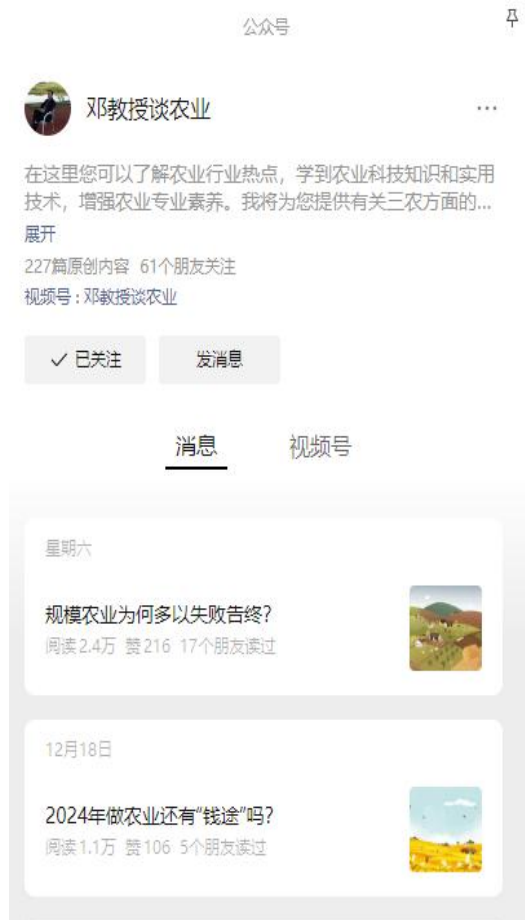 公众号
邓教授谈农业
在这里您可以了解农业行业热点，学到农业科技知识和实用
技术，增强农业专业素养。我将为您提供有关三农方面的...
展开
227篇原创内容 61个朋友关注
视频号：邓教授谈农业
已关注 发消息
消息 视频号
星期六
规模农业为何多以失败告终？
阅读2.4万 赞216 17个朋友读过
12月18日
2024年做农业还有“钱途”吗？
阅读1.1万 赞106 5个朋友读过